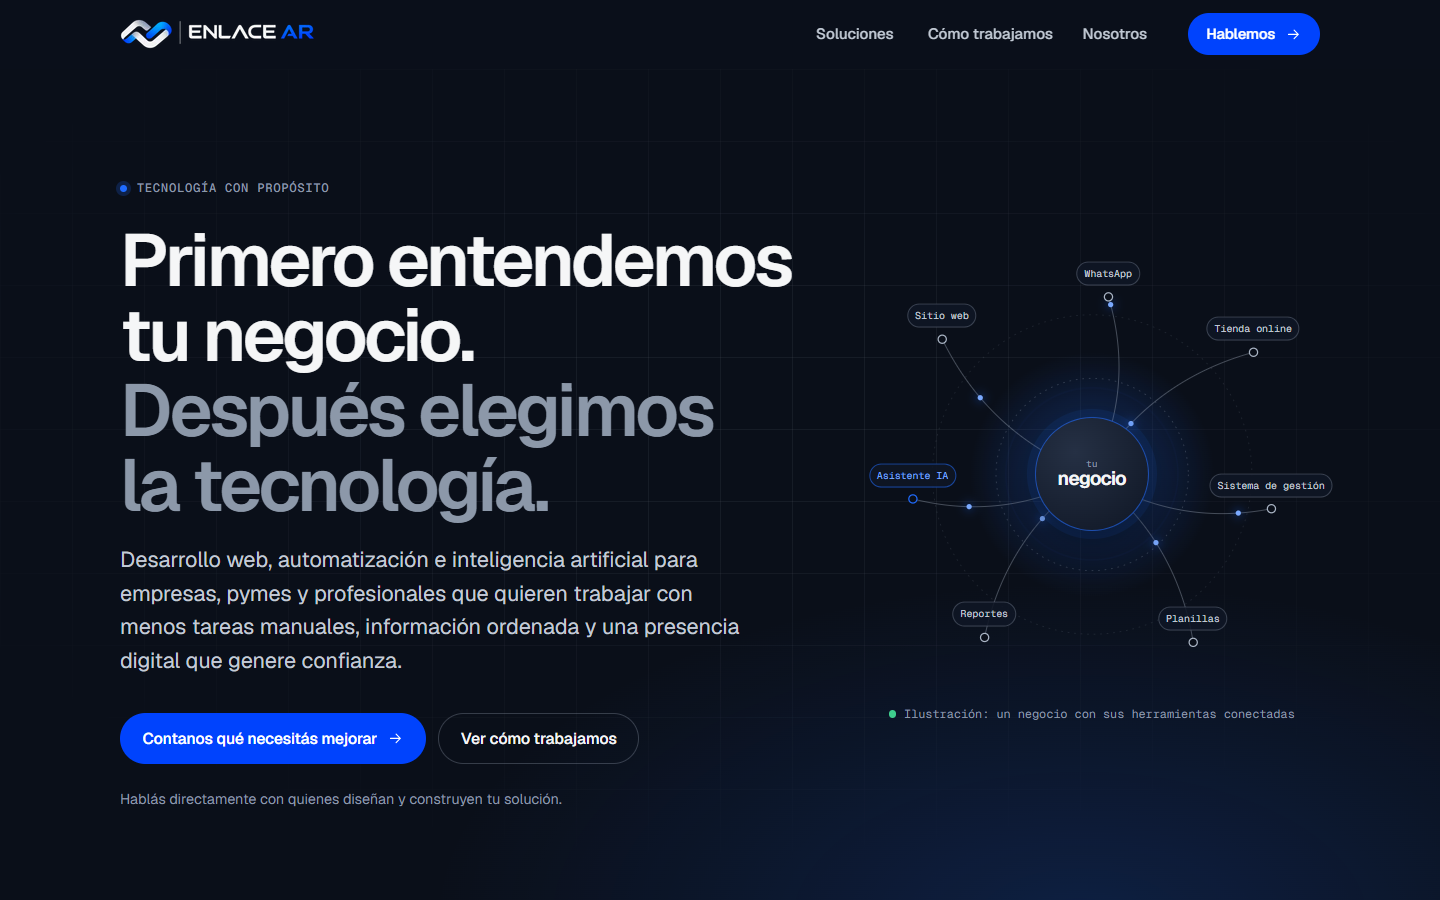 ENLACE AR
Soluciones
Cómo trabajamos
Nosotros
Hablemos →
TECNOLOGÍA CON PROPÓSITO
Primero entendemos
tu negocio.
Después elegimos
la tecnología.
Desarrollo web, automatización e inteligencia artificial para
empresas, pymes y profesionales que quieren trabajar con
menos tareas manuales, información ordenada y una presencia
digital que genere confianza.
Contanos qué necesitás mejorar →
Ver cómo trabajamos
Hablás directamente con quienes diseñan y construyen tu solución.
WhatsApp
Sitio web
Tienda online
tu
negocio
Asistente IA
Sistema de gestión
Reportes
Planillas
Ilustración: un negocio con sus herramientas conectadas